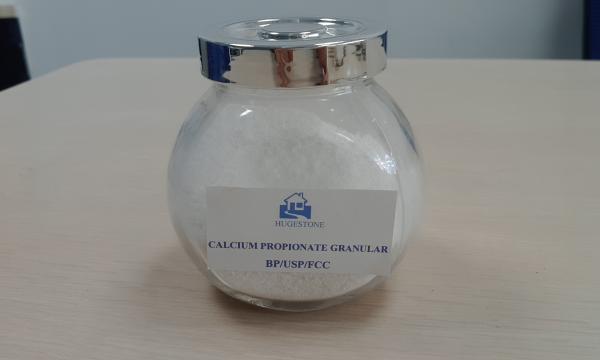 HUGESTONE
CALCIUM PROPIONATE GRANULAR
BP/USP/FCC